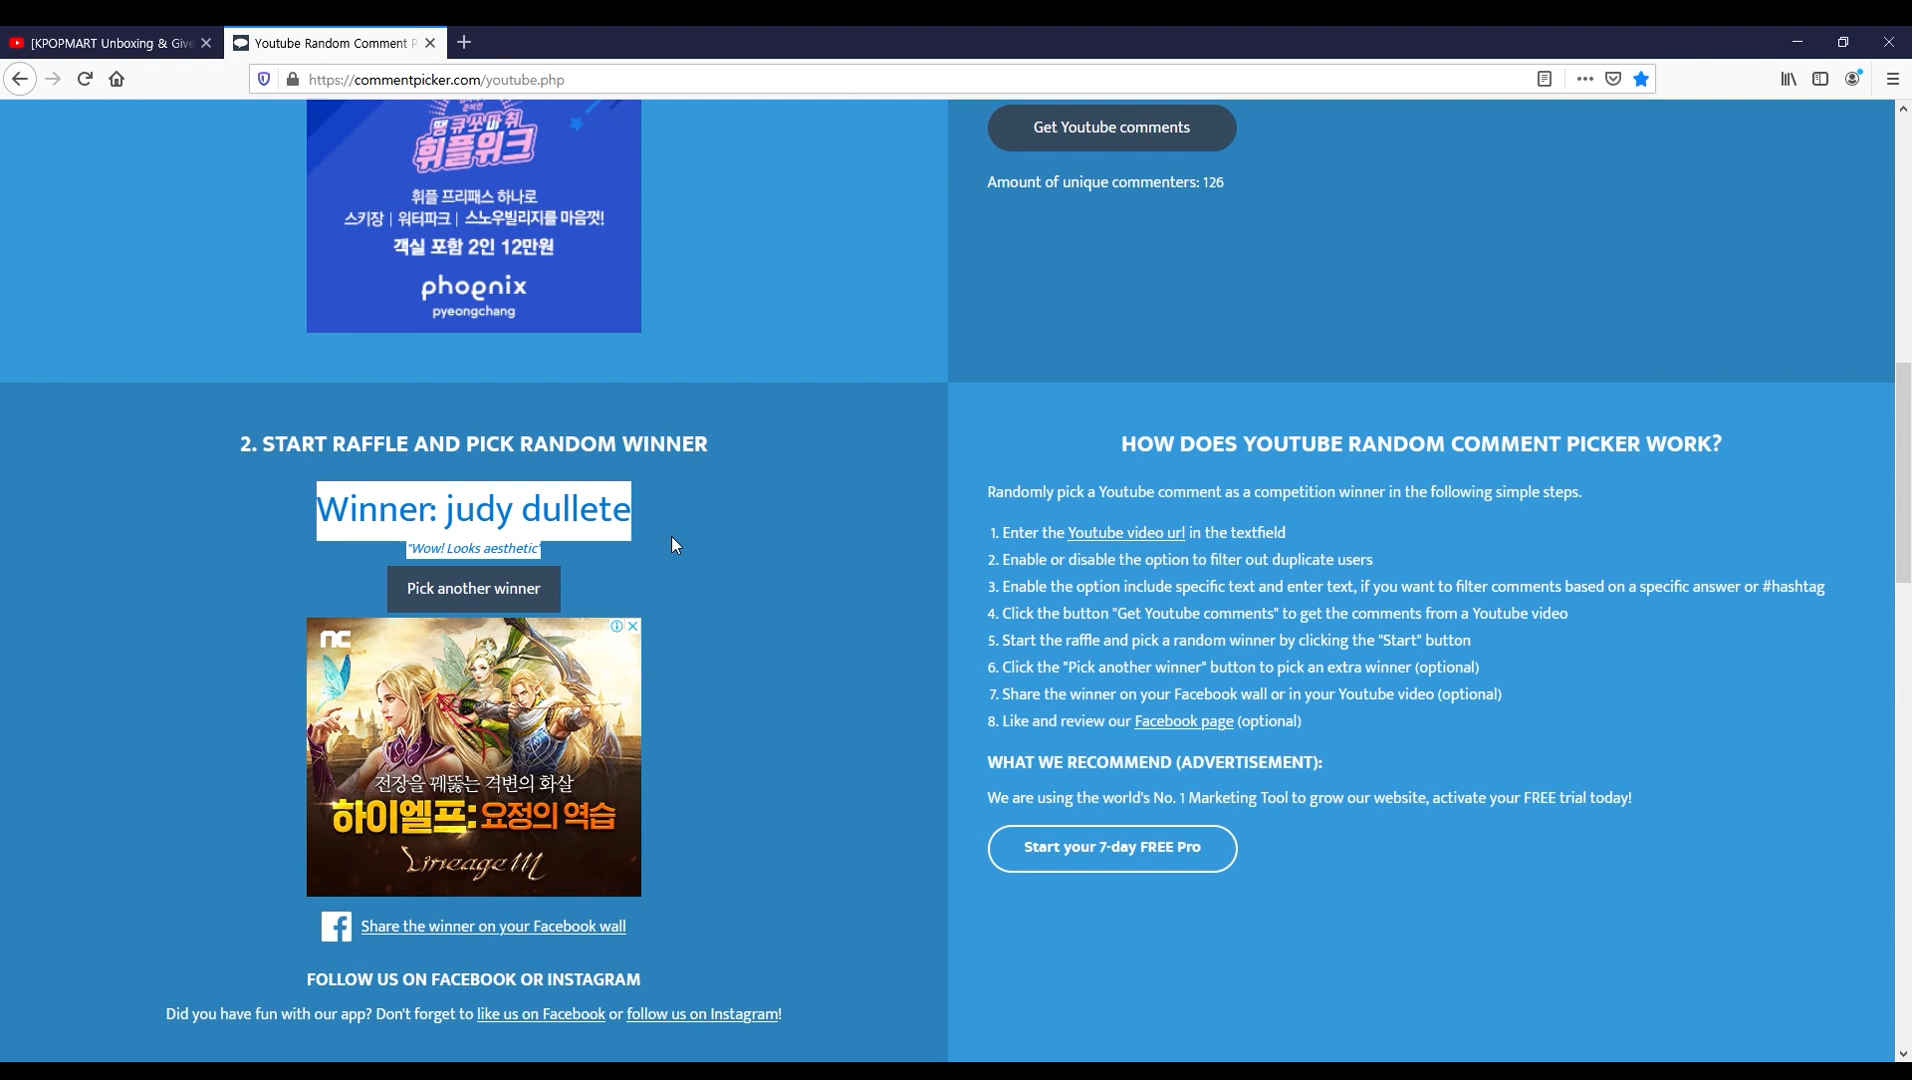 [KPOPMART Unboxing & Give
Youtube Random Comment P
https://commentpicker.com/youtube.php
땡큐쏘마취
휘플위크
휘플 프리패스 하나로
스키장 | 워터파크 | 스노우빌리지를 마음껏!
객실 포함 2인 12만원
phoenix
pyeongchang
Get Youtube comments
Amount of unique commenters: 126
2. START RAFFLE AND PICK RANDOM WINNER
Winner: judy dullete
"Wow! Looks aesthetic"
Pick another winner
nc
전장을 꿰뚫는 격변의 화살
하이엘프: 요정의 역습
Lineage M
Share the winner on your Facebook wall
FOLLOW US ON FACEBOOK OR INSTAGRAM
Did you have fun with our app? Don't forget to like us on Facebook or follow us on Instagram!
HOW DOES YOUTUBE RANDOM COMMENT PICKER WORK?
Randomly pick a Youtube comment as a competition winner in the following simple steps.
1. Enter the Youtube video url in the textfield
2. Enable or disable the option to filter out duplicate users
3. Enable the option include specific text and enter text, if you want to filter comments based on a specific answer or #hashtag
4. Click the button "Get Youtube comments" to get the comments from a Youtube video
5. Start the raffle and pick a random winner by clicking the "Start" button
6. Click the "Pick another winner" button to pick an extra winner (optional)
7. Share the winner on your Facebook wall or in your Youtube video (optional)
8. Like and review our Facebook page (optional)
WHAT WE RECOMMEND (ADVERTISEMENT):
We are using the world's No. 1 Marketing Tool to grow our website, activate your FREE trial today!
Start your 7-day FREE Pro